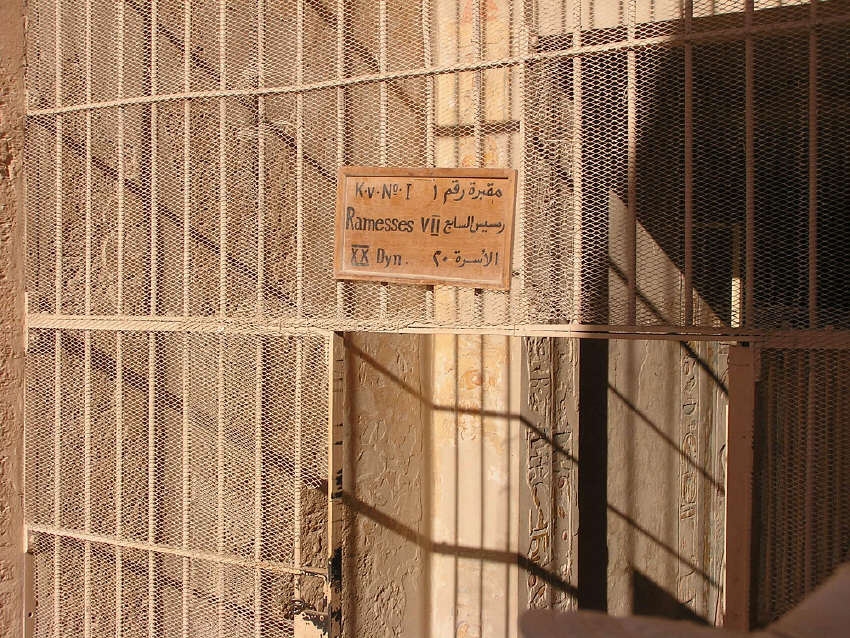 K.V. No. I مقبرة رقم ١
Ramesses VII رمسيس السابع
XX Dyn. الأسرة ٢٠